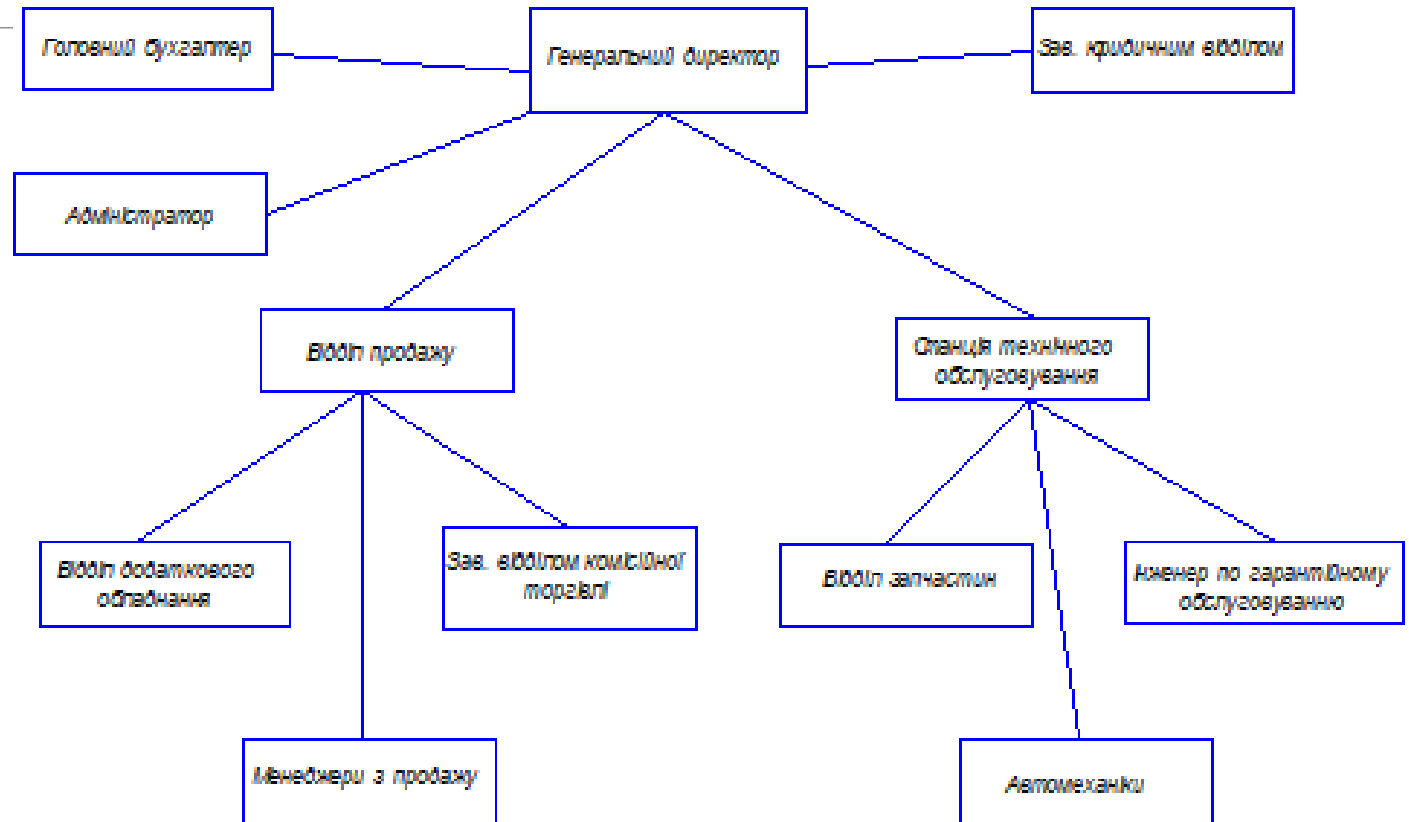 Головний бухгалтер
Генеральний директор
Зав. юридичним відділом
Адміністратор
Відділ продажу
Станція технічного
обслуговування
Відділ додаткового
обладнання
Зав. відділом комісійної
торгівлі
Відділ запчастин
Інженер по гарантійному
обслуговуванню
Менеджери з продажу
Автомеханіки